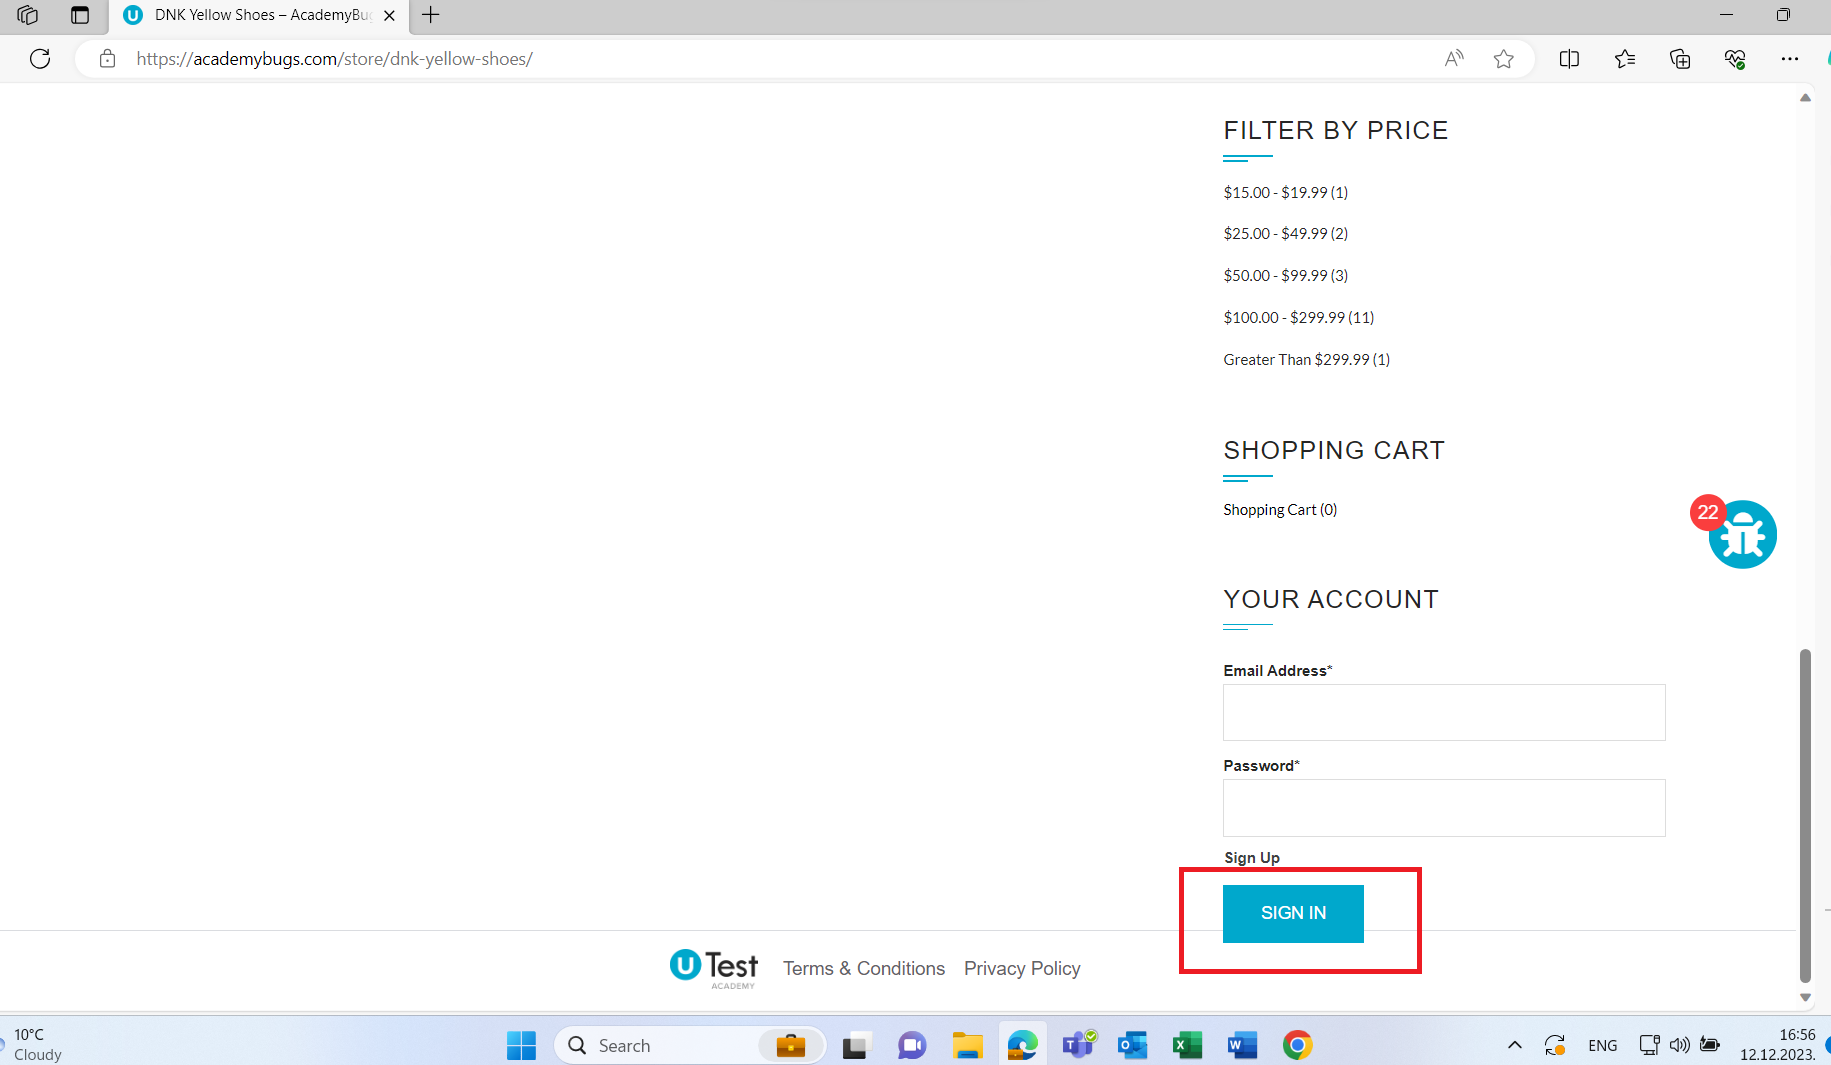 DNK Yellow Shoes – AcademyBu
https://academybugs.com/store/dnk-yellow-shoes/
FILTER BY PRICE
$15.00 - $19.99 (1)
$25.00 - $49.99 (2)
$50.00 - $99.99 (3)
$100.00 - $299.99 (11)
Greater Than $299.99 (1)
SHOPPING CART
Shopping Cart (0)
22
YOUR ACCOUNT
Email Address*
Password*
Sign Up
SIGN IN
U Test
ACADEMY
Terms & Conditions
Privacy Policy
10°C
Cloudy
Search
ENG
16:56
12.12.2023.